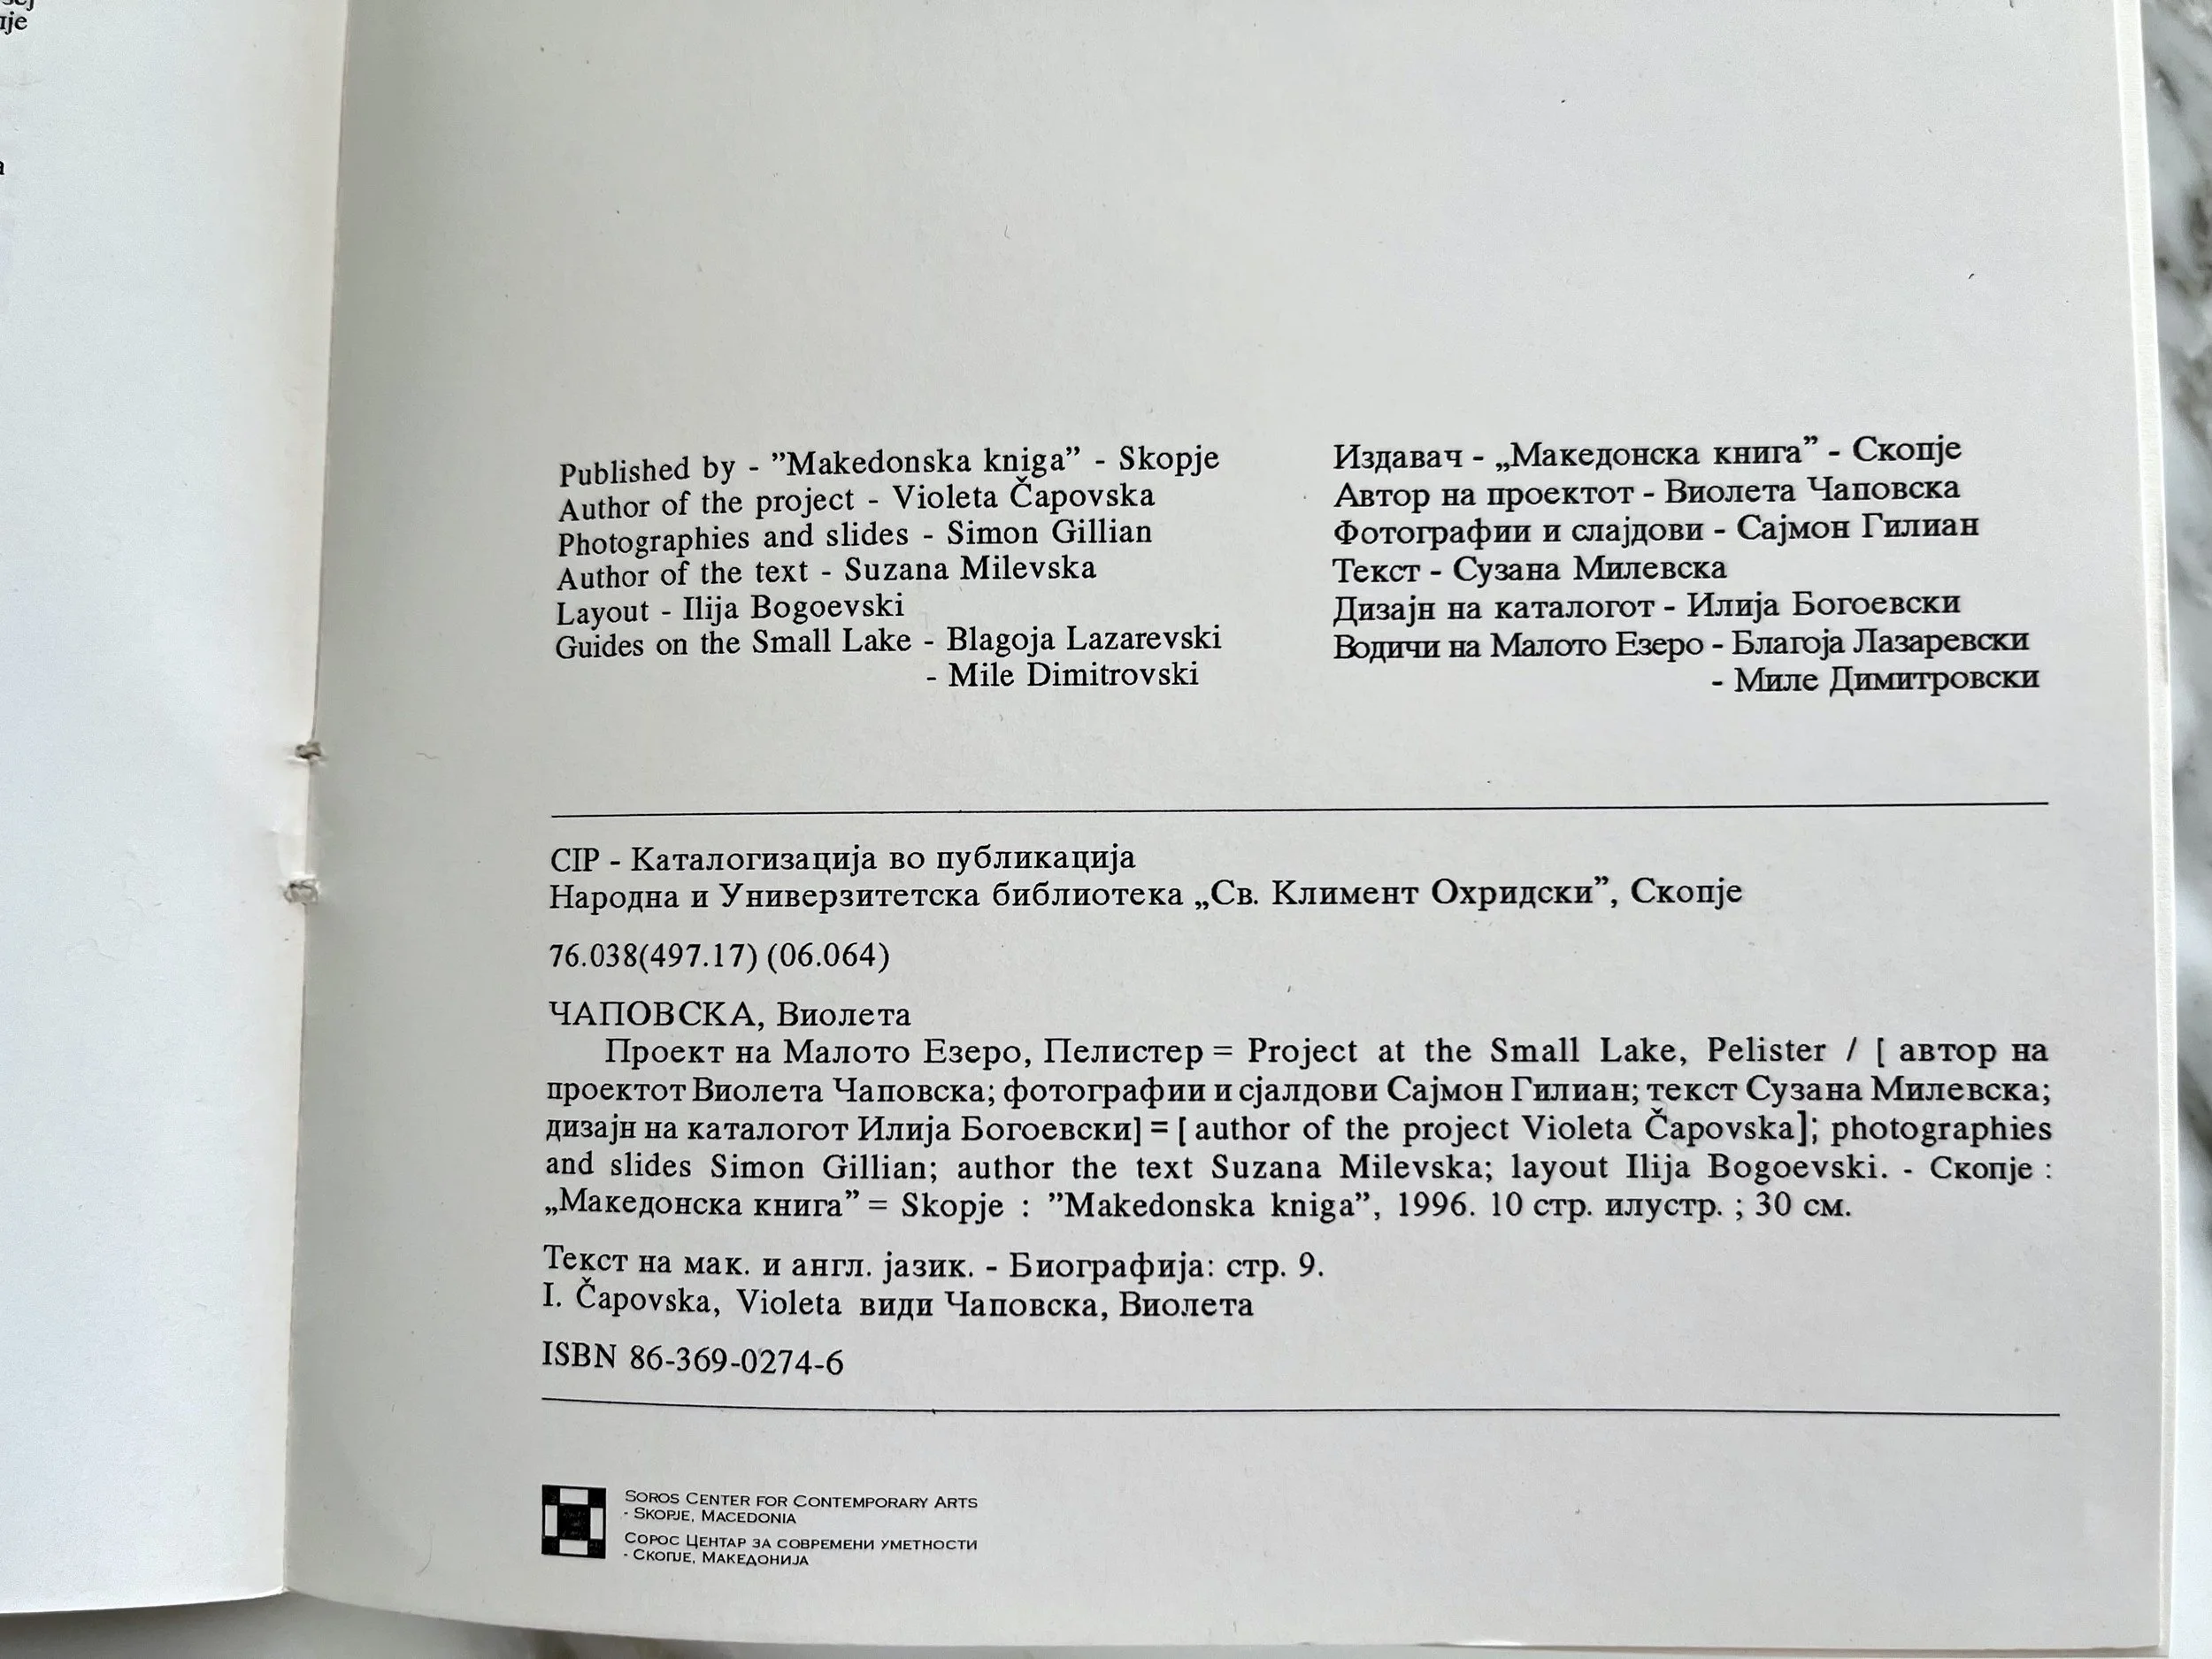 пје
Published by - ”Makedonska kniga” - Skopje
Author of the project - Violeta Čapovska
Photographies and slides - Simon Gillian
Author of the text - Suzana Milevska
Layout - Ilija Bogoevski
Guides on the Small Lake - Blagoja Lazarevski
- Mile Dimitrovski
Издавач - „Македонска книга” - Скопје
Автор на проектот - Виолета Чаповска
Фотографии и слајдови - Сајмон Гилиан
Текст - Сузана Милевска
Дизајн на каталогот - Илија Богоевски
Водичи на Малото Езеро - Благоја Лазаревски
- Миле Димитровски
CIP - Каталогизација во публикација
Народна и Универзитетска библиотека „Св. Климент Охридски”, Скопје
76.038(497.17) (06.064)
ЧАПОВСКА, Виолета
Проект на Малото Езеро, Пелистер = Project at the Small Lake, Pelister / [ автор на
проектот Виолета Чаповска; фотографии и сјалдови Сајмон Гилиан; текст Сузана Милевска;
дизајн на каталогот Илија Богоевски] = [ author of the project Violeta Čapovska]; photographies
and slides Simon Gillian; author the text Suzana Milevska; layout Ilija Bogoevski. - Скопје :
„Македонска книга” = Skopje : ”Makedonska kniga”, 1996. 10 стр. илустр. ; 30 см.
Текст на мак. и англ. јазик. - Биографија: стр. 9.
I. Čapovska, Violeta види Чаповска, Виолета
ISBN 86-369-0274-6
SOROS CENTER FOR CONTEMPORARY ARTS
- SKOPJE, MACEDONIA
СОРОС ЦЕНТАР ЗА СОВРЕМЕНИ УМЕТНОСТИ
- СКОПЈЕ, МАКЕДОНИЈА